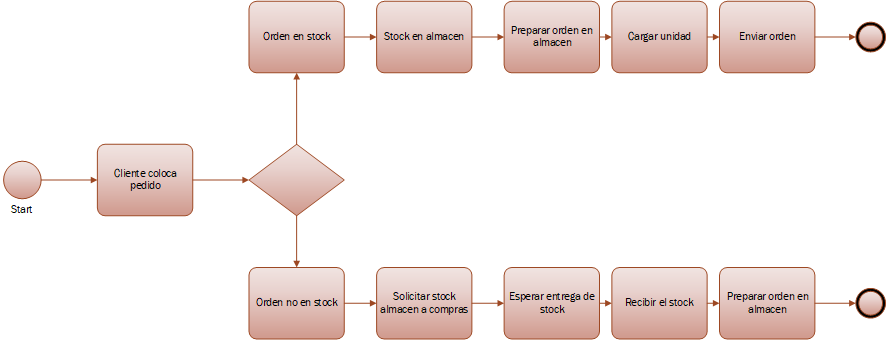 Orden en stock
Stock en almacen
Preparar orden en
almacen
Cargar unidad
Enviar orden
Cliente coloca
pedido
Start
Orden no en stock
Solicitar stock
almacen a compras
Esperar entrega de
stock
Recibir el stock
Preparar orden en
almacen